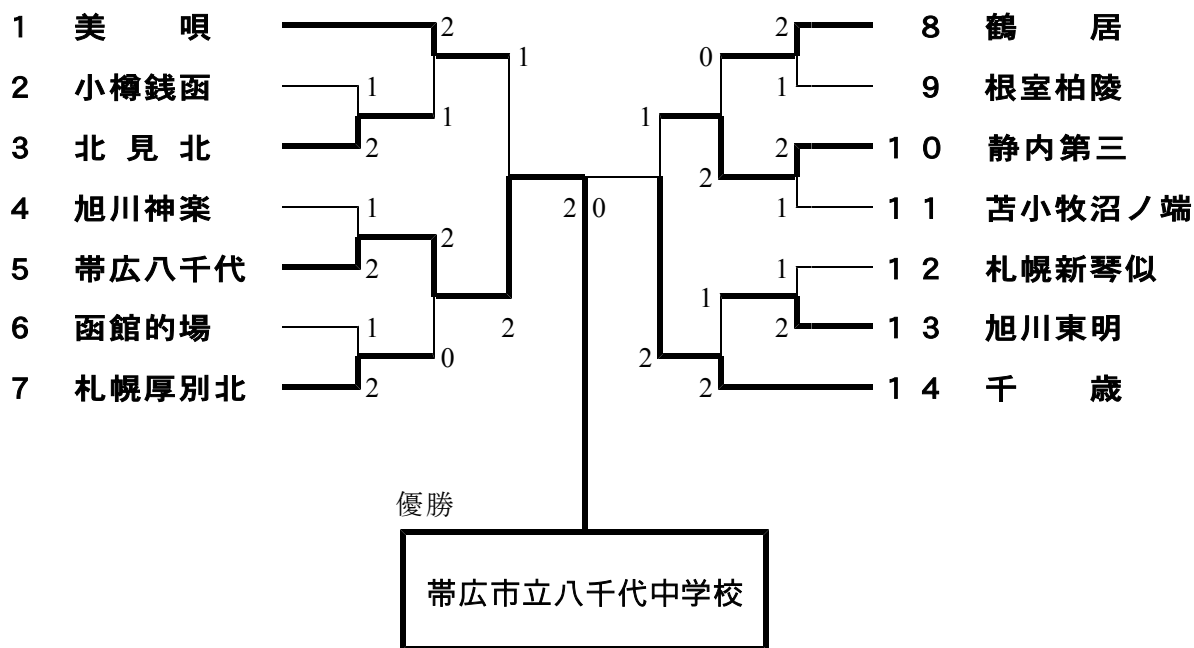 1 美 唄
2
1
2 小樽銭函
1
1
3 北 見 北
2
4 旭川神楽
1
2
5 帯広八千代
2
6 函館的場
1
2
0
7 札幌厚別北
2
2 0
8 鶴 居
2
0
9 根室柏陵
1
1
10 静内第三
2
2
11 苫小牧沼ノ端
1
12 札幌新琴似
1
1
13 旭川東明
2
2
14 千 歳
2
優勝
帯広市立八千代中学校